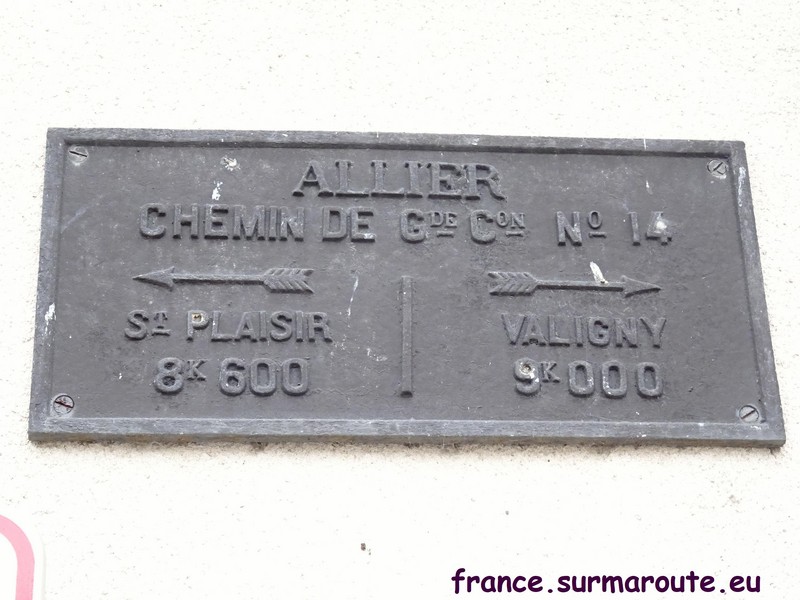 ALLIER
CHEMIN DE GDE CON NO 14
ST PLAISIR
8K 600
VALIGNY
9K 000
france.surmaroute.eu